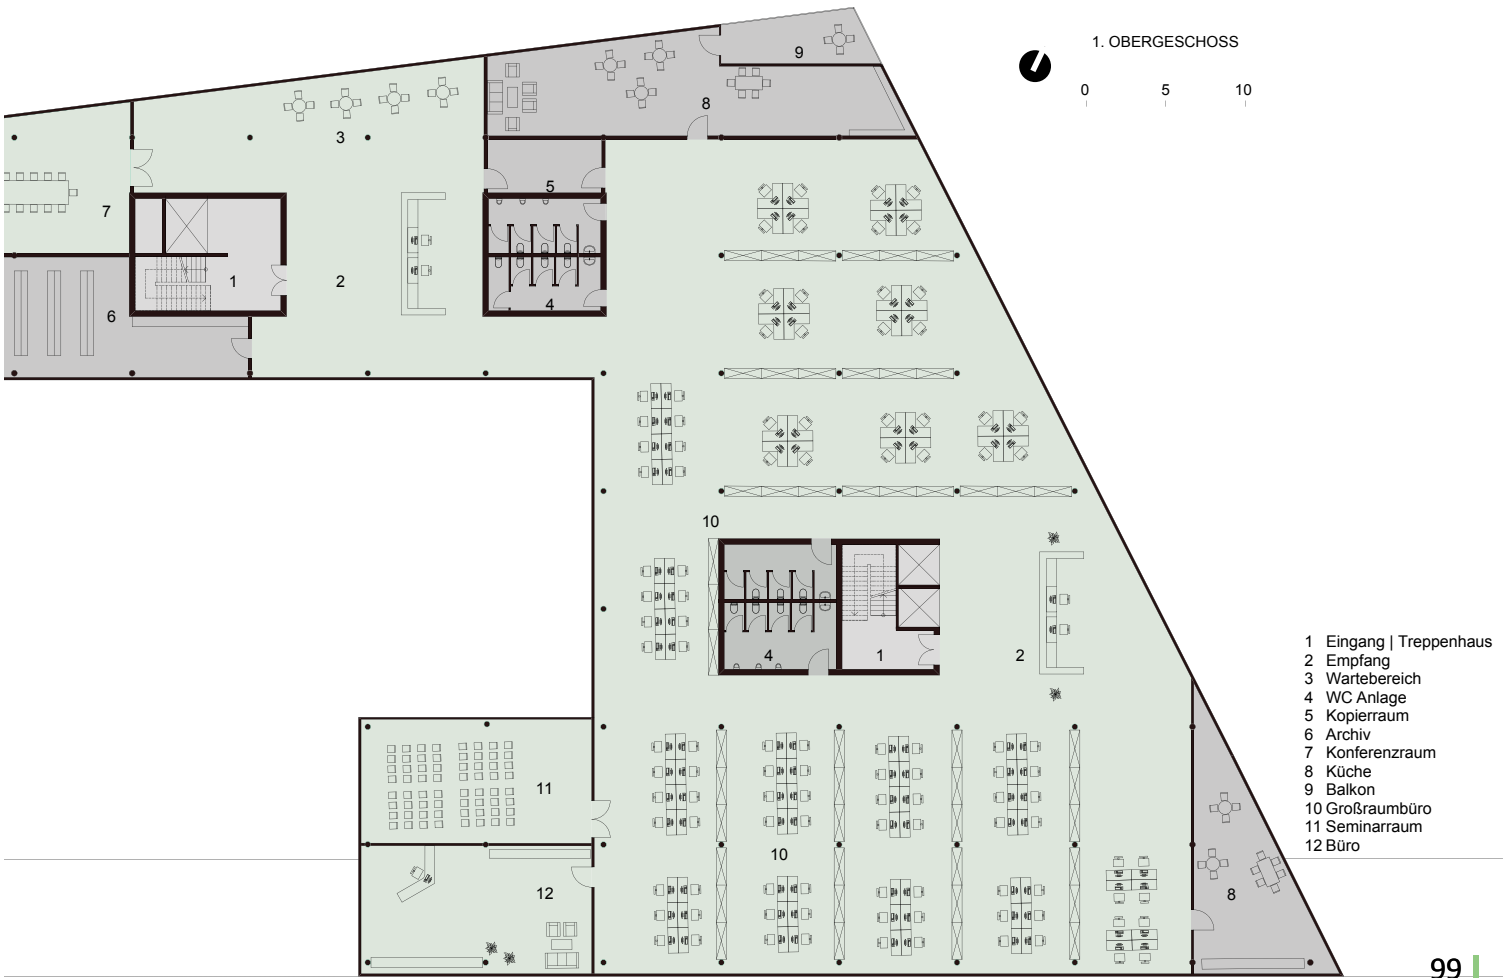 1. OBERGESCHOSS
0 5 10
9
8
3
5
7
1
2
4
6
10
4
1
2
11
10
12
8
1 Eingang | Treppenhaus
2 Empfang
3 Wartebereich
4 WC Anlage
5 Kopierraum
6 Archiv
7 Konferenzraum
8 Küche
9 Balkon
10 Großraumbüro
11 Seminarraum
12 Büro
99